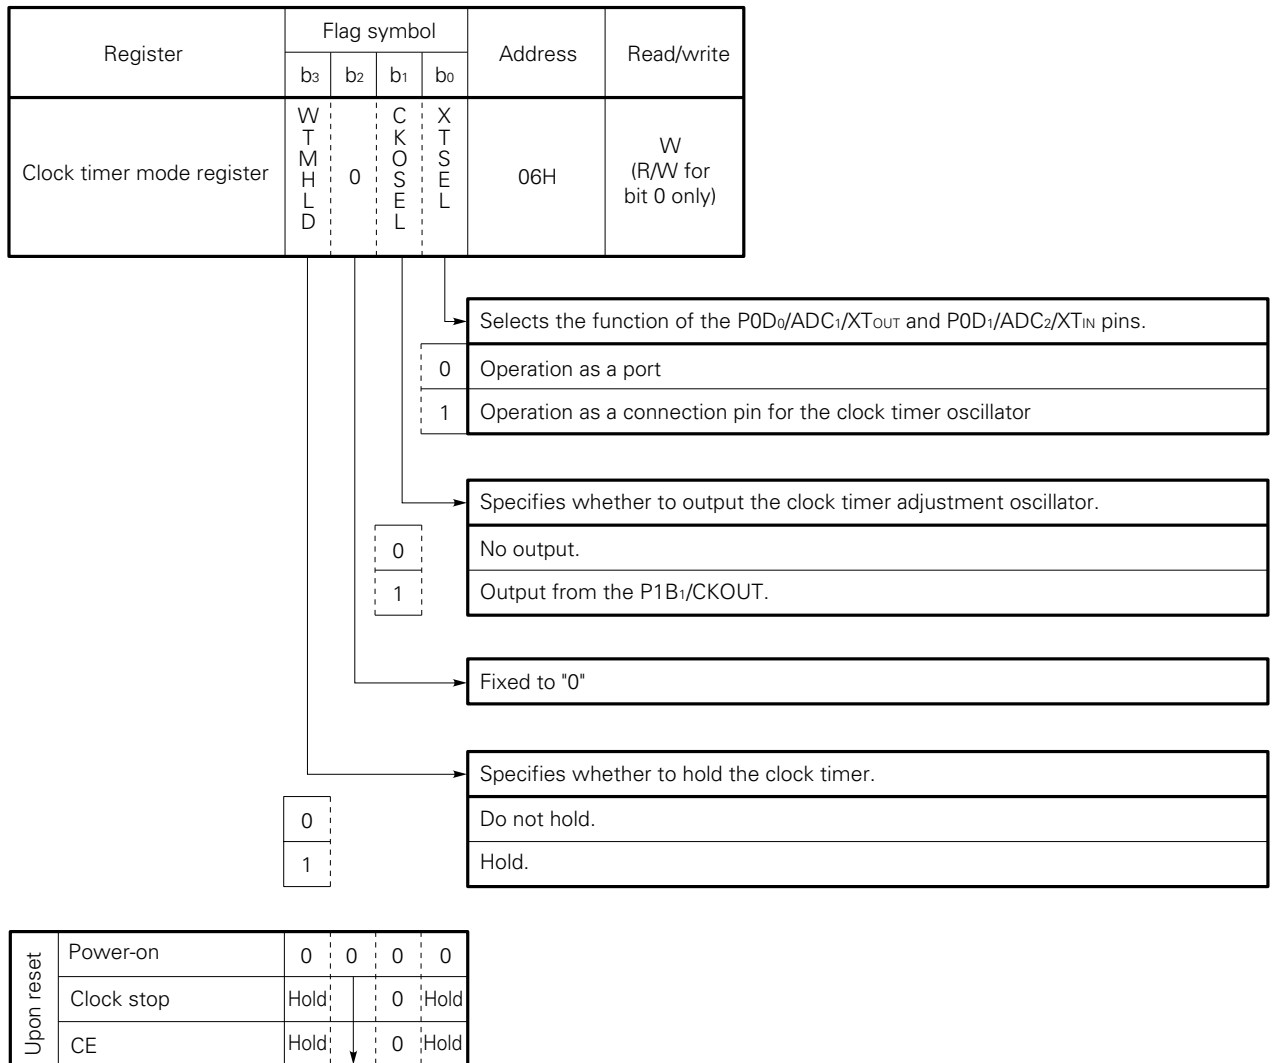 Register
Flag symbol
Address
Read/write
b3 b2 b1 b0
Clock timer mode register
WTMHLD
0
CKOSEL
XTSEL
06H
W
(R/W for
bit 0 only)
Selects the function of the P0D0/ADC1/XTOUT and P0D1/ADC2/XTIN pins.
0 Operation as a port
1 Operation as a connection pin for the clock timer oscillator
Specifies whether to output the clock timer adjustment oscillator.
0 No output.
1 Output from the P1B1/CKOUT.
Fixed to "0"
Specifies whether to hold the clock timer.
0 Do not hold.
1 Hold.
Upon reset
Power-on 0 0 0 0
Clock stop Hold 0 Hold
CE Hold 0 Hold